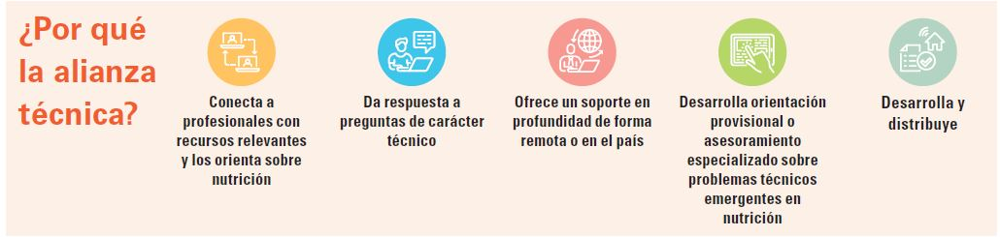 ¿Por qué
la alianza
técnica?
Conecta a
profesionales con
recursos relevantes
y los orienta sobre
nutrición
Da respuesta a
preguntas de carácter
técnico
Ofrece un soporte en
profundidad de forma
remota o en el país
Desarrolla orientación
provisional o
asesoramiento
especializado sobre
problemas técnicos
emergentes en
nutrición
Desarrolla y
distribuye